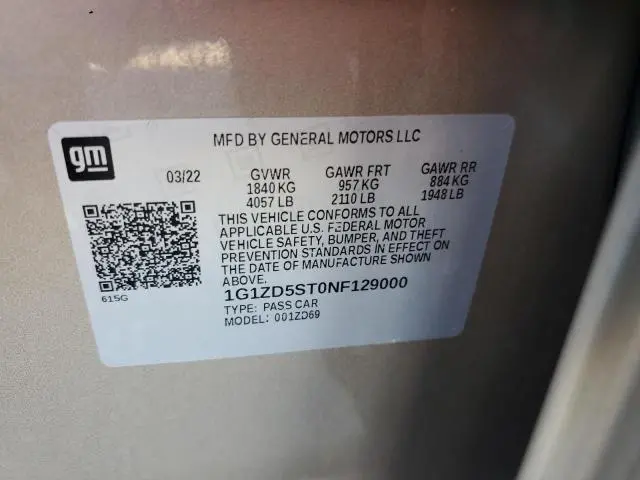 gm
MFD BY GENERAL MOTORS LLC
03/22 GVWR GAWR FRT GAWR RR
1840 KG 957 KG 884 KG
4057 LB 2110 LB 1948 LB
THIS VEHICLE CONFORMS TO ALL
APPLICABLE U.S. FEDERAL MOTOR
VEHICLE SAFETY, BUMPER, AND THEFT
PREVENTION STANDARDS IN EFFECT ON
THE DATE OF MANUFACTURE SHOWN
ABOVE.
615G
1G1ZD5ST0NF129000
TYPE: PASS CAR
MODEL: 001ZD69